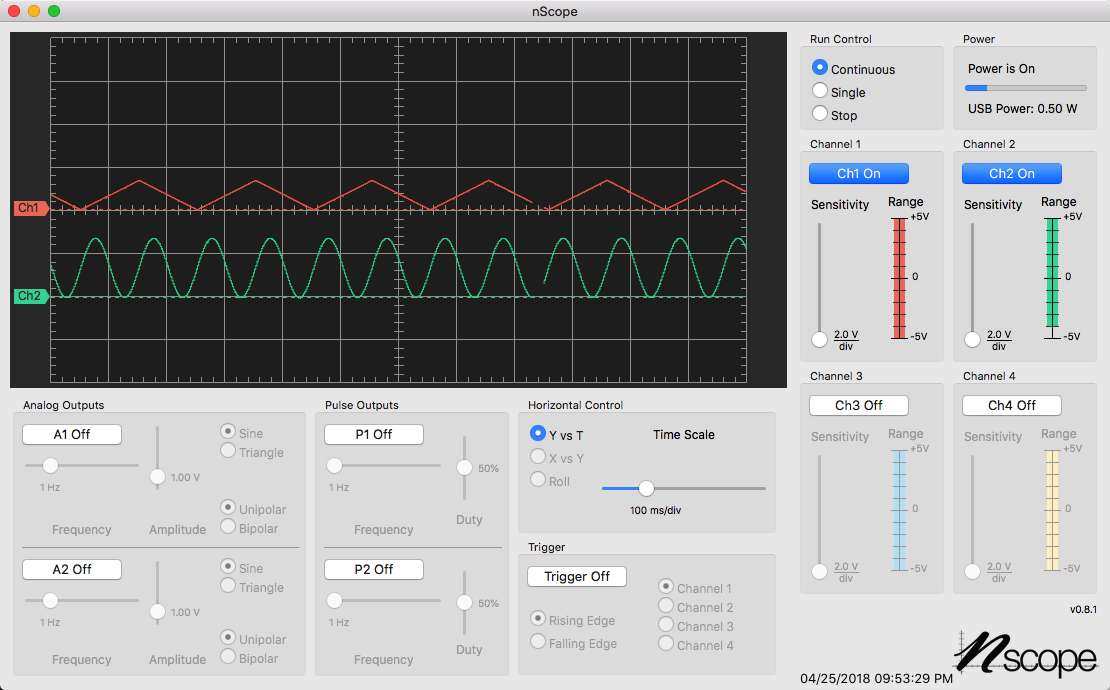 nScope
Run Control
Continuous
Single
Stop
Power
Power is On
USB Power: 0.50 W
Ch1
Ch2
Channel 1
Ch1 On
Sensitivity
Range
+5V
0
-5V
2.0 V
div
Channel 2
Ch2 On
Sensitivity
Range
+5V
0
-5V
2.0 V
div
Channel 3
Ch3 Off
Sensitivity
Range
+5V
0
-5V
2.0 V
div
Channel 4
Ch4 Off
Sensitivity
Range
+5V
0
-5V
2.0 V
div
Analog Outputs
A1 Off
1 Hz
Frequency
1.00 V
Amplitude
Sine
Triangle
Unipolar
Bipolar
A2 Off
1 Hz
Frequency
1.00 V
Amplitude
Sine
Triangle
Unipolar
Bipolar
Pulse Outputs
P1 Off
1 Hz
Frequency
50%
Duty
P2 Off
1 Hz
Frequency
50%
Duty
Horizontal Control
Y vs T
X vs Y
Roll
Time Scale
100 ms/div
Trigger
Trigger Off
Rising Edge
Falling Edge
Channel 1
Channel 2
Channel 3
Channel 4
v0.8.1
nscope
04/25/2018 09:53:29 PM